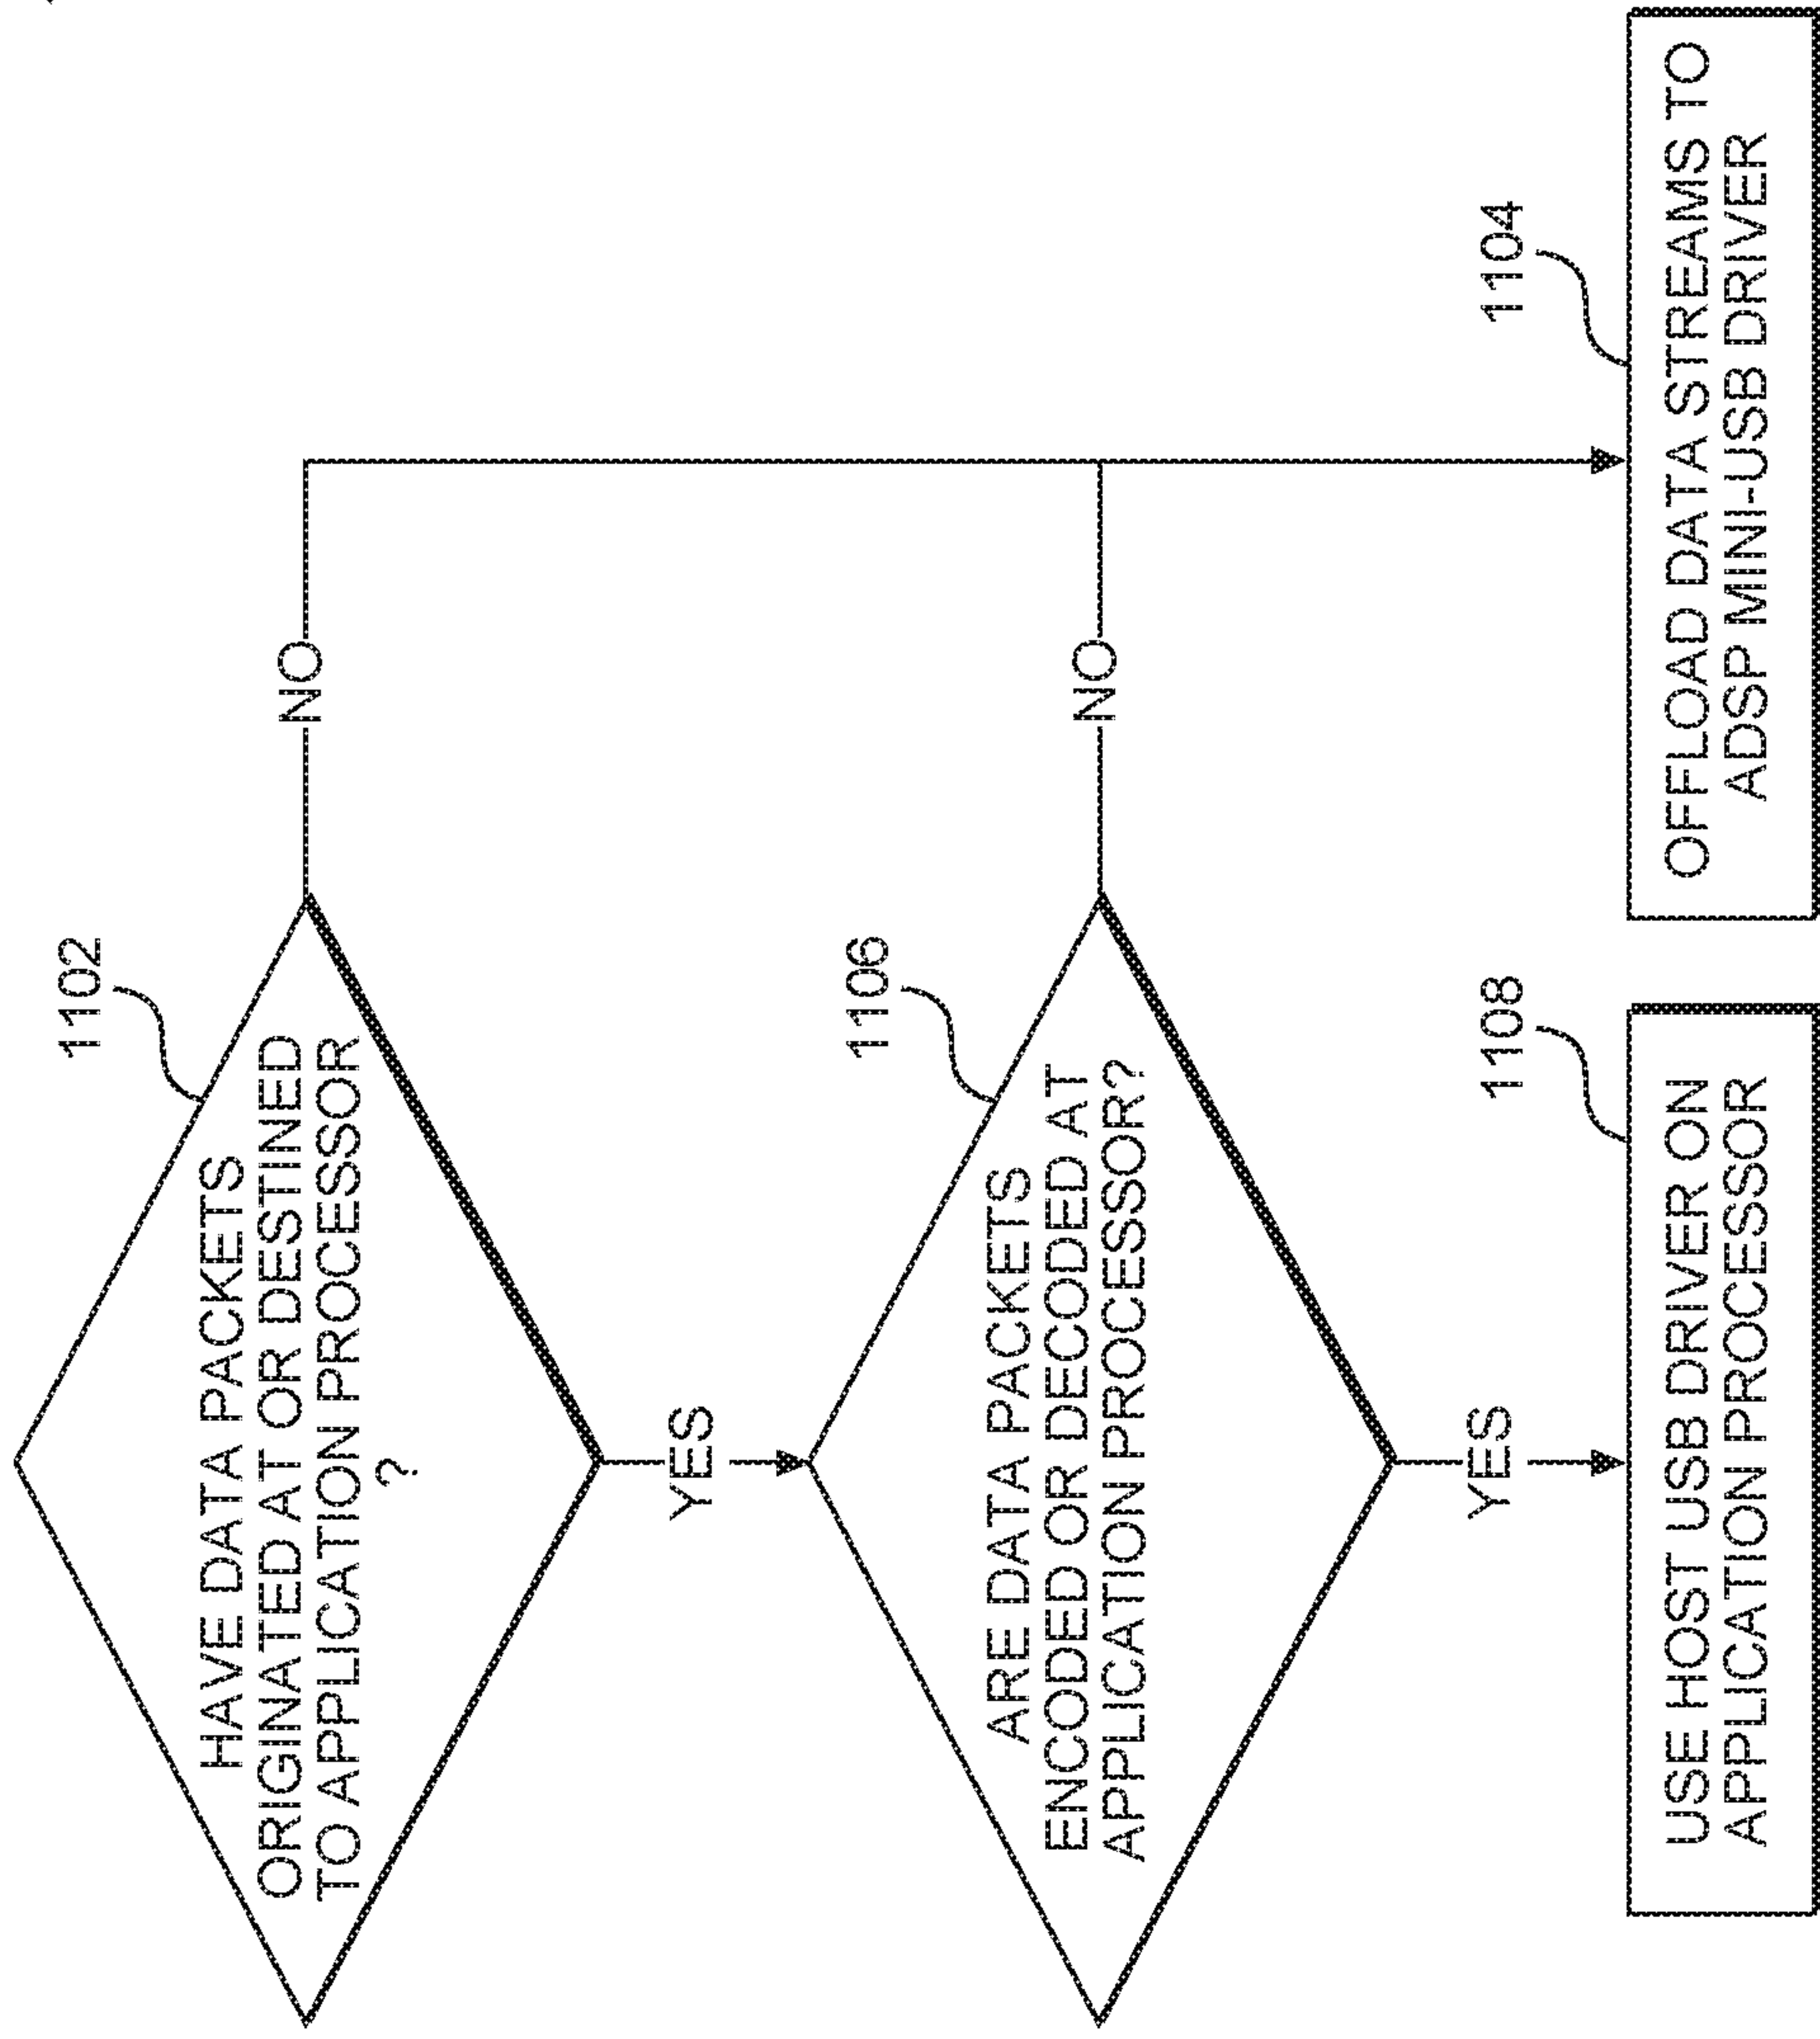 1102
HAVE DATA PACKETS
ORIGINATED AT OR DESTINED
TO APPLICATION PROCESSOR
?
NO
YES
1106
ARE DATA PACKETS
ENCODED OR DECODED AT
APPLICATION PROCESSOR?
NO
YES
1108
USE HOST USB DRIVER ON
APPLICATION PROCESSOR
1104
OFFLOAD DATA STREAMS TO
ADSP MINI-USB DRIVER